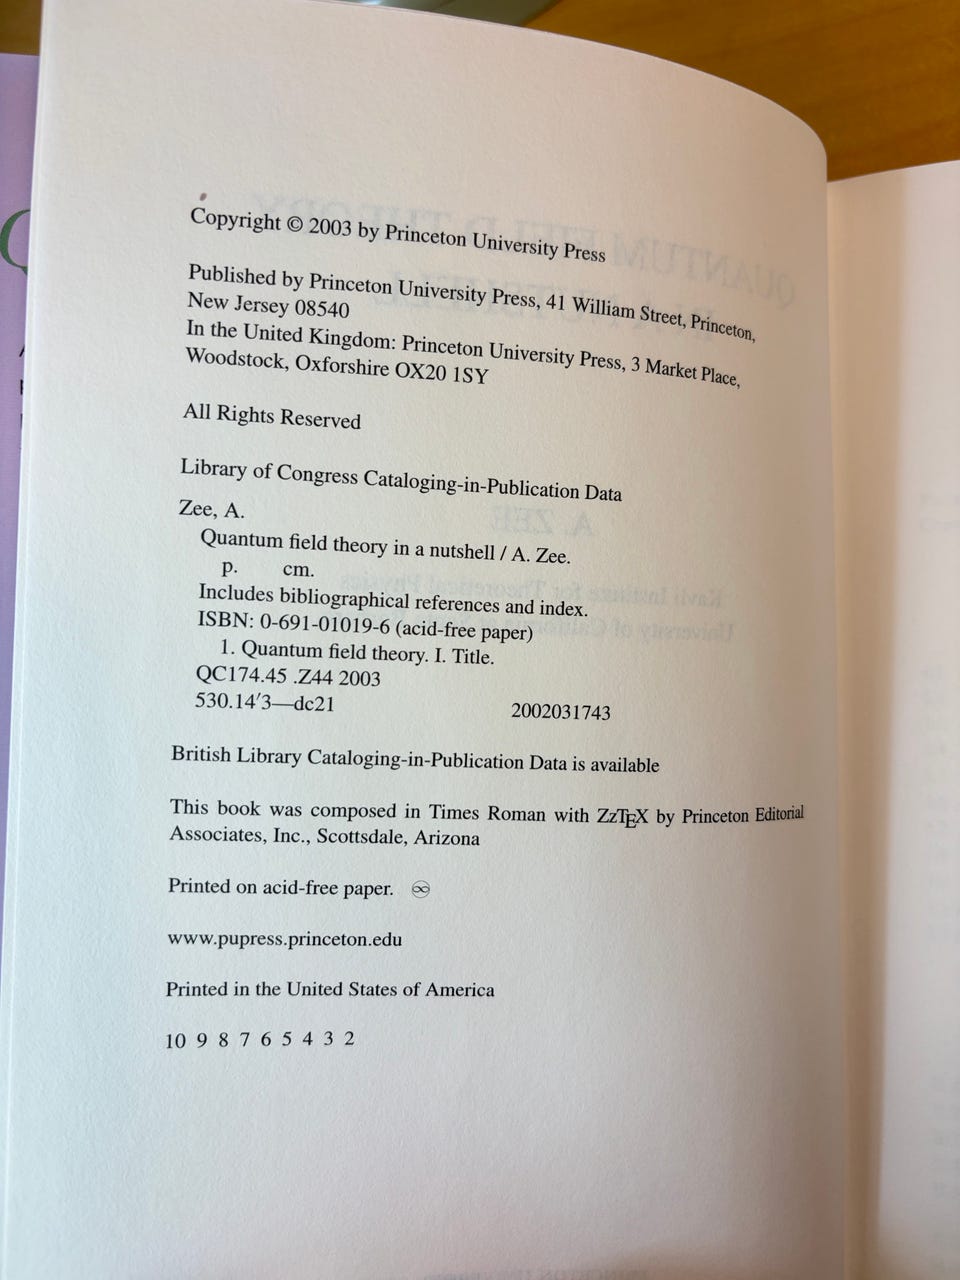 Copyright © 2003 by Princeton University Press
Published by Princeton University Press, 41 William Street, Princeton,
New Jersey 08540
In the United Kingdom: Princeton University Press, 3 Market Place,
Woodstock, Oxforshire OX20 1SY
All Rights Reserved
Library of Congress Cataloging-in-Publication Data
Zee, A.
Quantum field theory in a nutshell / A. Zee.
p. cm.
Includes bibliographical references and index.
ISBN: 0-691-01019-6 (acid-free paper)
1. Quantum field theory. I. Title.
QC174.45 .Z44 2003
530.14′3—dc21 2002031743
British Library Cataloging-in-Publication Data is available
This book was composed in Times Roman with ZzTEX by Princeton Editorial
Associates, Inc., Scottsdale, Arizona
Printed on acid-free paper. ♾
www.pupress.princeton.edu
Printed in the United States of America
10 9 8 7 6 5 4 3 2